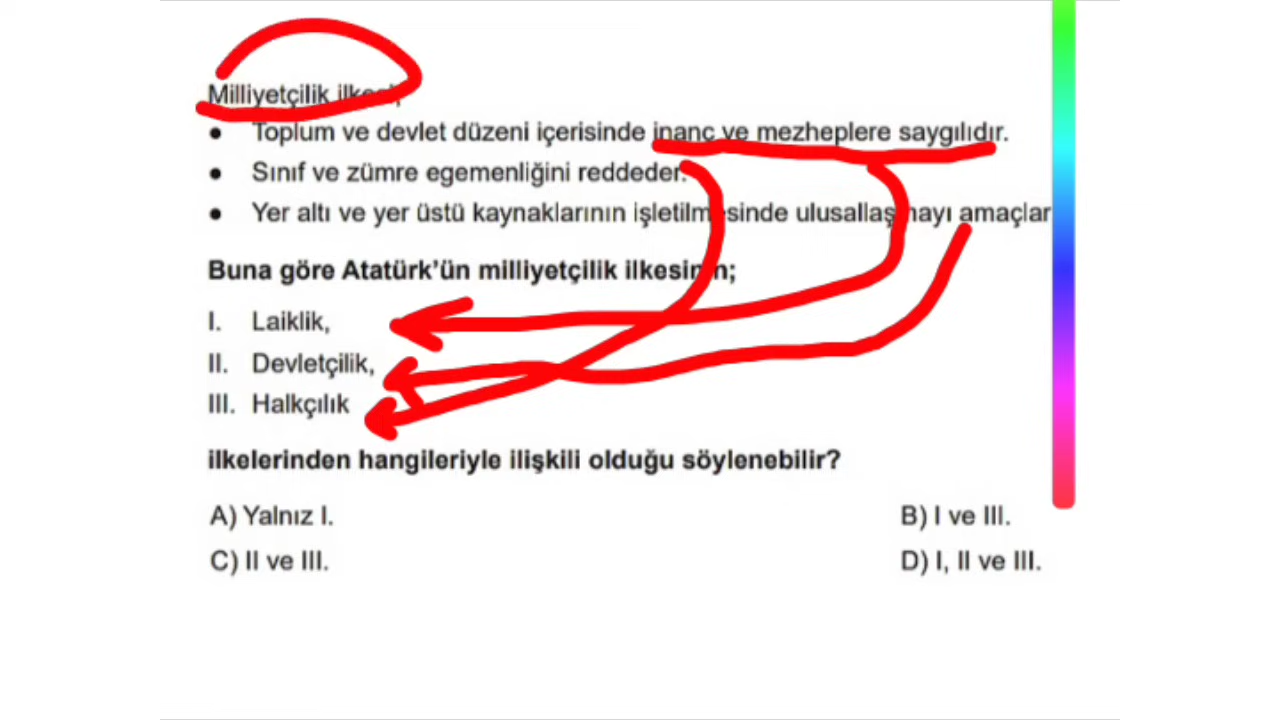 Milliyetçilik ilkesi;
● Toplum ve devlet düzeni içerisinde inanç ve mezheplere saygılıdır.
● Sınıf ve zümre egemenliğini reddeder.
● Yer altı ve yer üstü kaynaklarının işletilmesinde ulusallaşmayı amaçlar
Buna göre Atatürk'ün milliyetçilik ilkesinin;
I. Laiklik,
II. Devletçilik,
III. Halkçılık
ilkelerinden hangileriyle ilişkili olduğu söylenebilir?
A) Yalnız I. B) I ve III.
C) II ve III. D) I, II ve III.